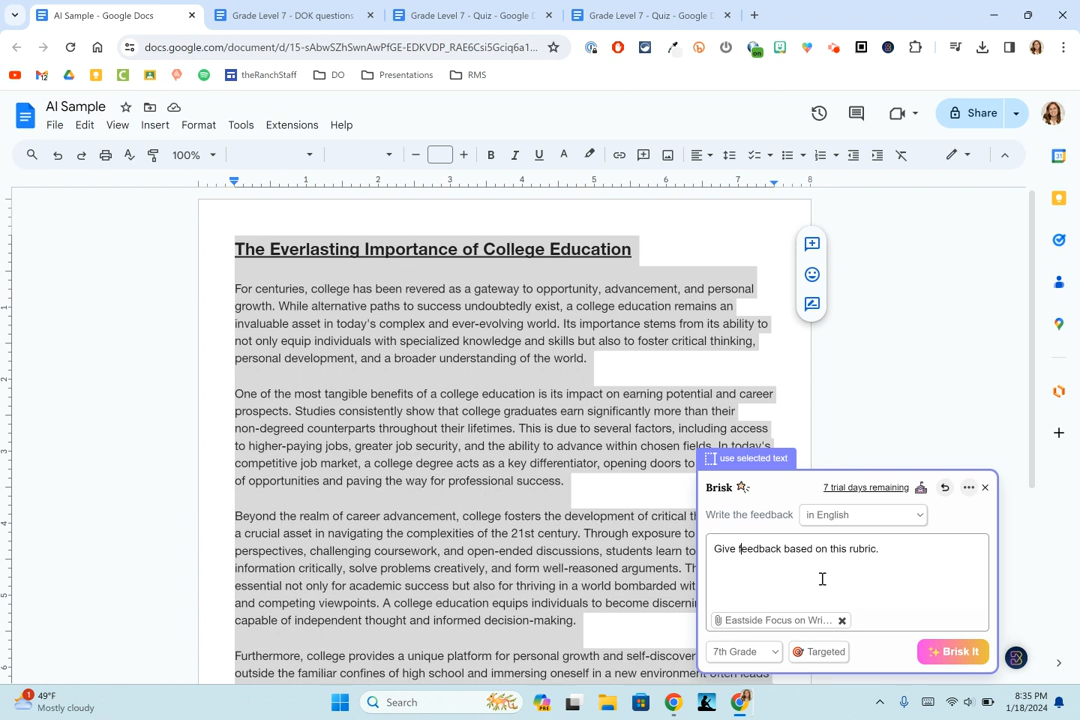 AI Sample - Google Docs
Grade Level 7 - DOK questions
Grade Level 7 - Quiz - Google D
Grade Level 7 - Quiz - Google D
docs.google.com/document/d/15-sAbwSZhSwnAwPfGE-EDKVDP_RAE6Csi5Gciq6a1...
on
12
theRanchStaff
DO
Presentations
RMS
AI Sample
File Edit View Insert Format Tools Extensions Help
Share
100%
B I U A
1 2 3 4 5 6 7 8
The Everlasting Importance of College Education
For centuries, college has been revered as a gateway to opportunity, advancement, and personal
growth. While alternative paths to success undoubtedly exist, a college education remains an
invaluable asset in today's complex and ever-evolving world. Its importance stems from its ability to
not only equip individuals with specialized knowledge and skills but also to foster critical thinking,
personal development, and a broader understanding of the world.
One of the most tangible benefits of a college education is its impact on earning potential and career
prospects. Studies consistently show that college graduates earn significantly more than their
non-degreed counterparts throughout their lifetimes. This is due to several factors, including access
to higher-paying jobs, greater job security, and the ability to advance within chosen fields. In today's
competitive job market, a college degree acts as a key differentiator, opening doors to
of opportunities and paving the way for professional success.
Beyond the realm of career advancement, college fosters the development of critical th
a crucial asset in navigating the complexities of the 21st century. Through exposure to
perspectives, challenging coursework, and open-ended discussions, students learn to
information critically, solve problems creatively, and form well-reasoned arguments. Th
essential not only for academic success but also for thriving in a world bombarded wit
and competing viewpoints. A college education equips individuals to become discerni
capable of independent thought and informed decision-making.
Furthermore, college provides a unique platform for personal growth and self-discover
outside the familiar confines of high school and immersing oneself in a new environment often leads
use selected text
Brisk
7 trial days remaining
Write the feedback in English
Give feedback based on this rubric.
Eastside Focus on Wri...
7th Grade
Targeted
Brisk It
49°F
Mostly cloudy
Search
8:35 PM
1/18/2024